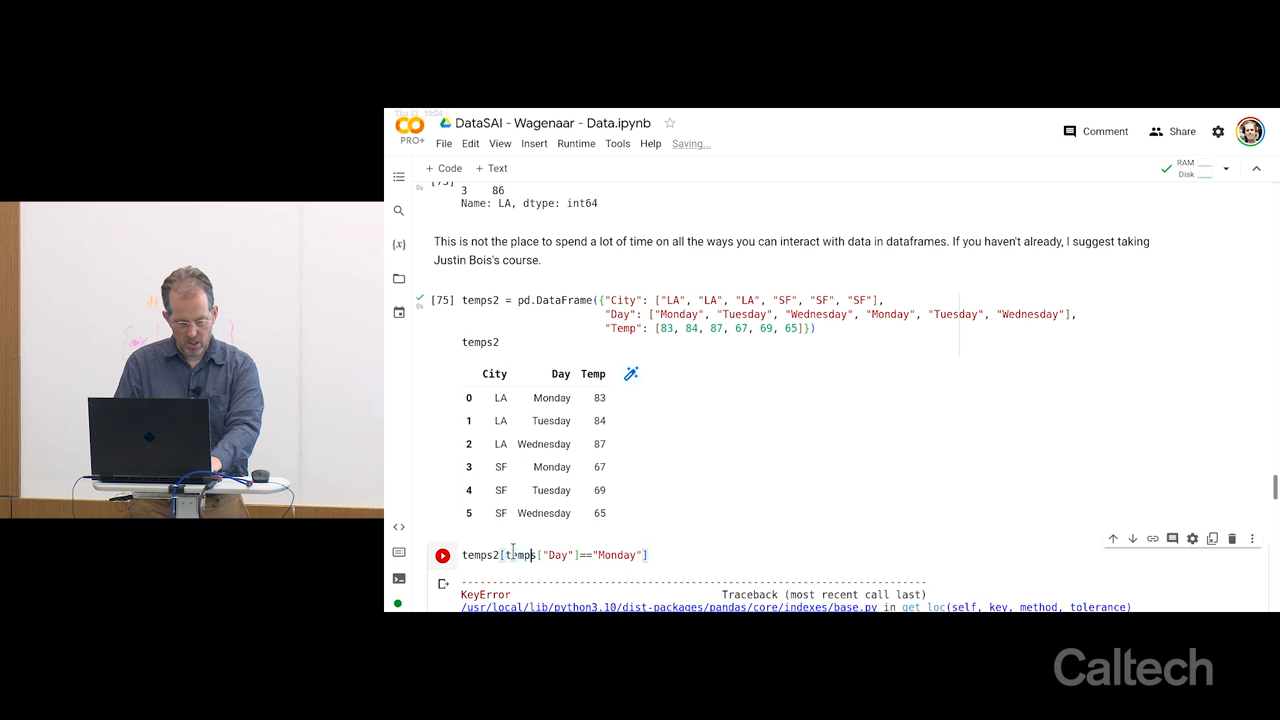 DataSAI - Wagenaar - Data.ipynb
Comment
Share
PRO+
File Edit View Insert Runtime Tools Help Saving...
+ Code + Text
RAM
Disk
3 86
Name: LA, dtype: int64
This is not the place to spend a lot of time on all the ways you can interact with data in dataframes. If you haven't already, I suggest taking
Justin Bois's course.
[75] temps2 = pd.DataFrame({"City": ["LA", "LA", "LA", "SF", "SF", "SF"],
0s
"Day": ["Monday", "Tuesday", "Wednesday", "Monday", "Tuesday", "Wednesday"],
"Temp": [83, 84, 87, 67, 69, 65]})
temps2
City Day Temp
0 LA Monday 83
1 LA Tuesday 84
2 LA Wednesday 87
3 SF Monday 67
4 SF Tuesday 69
5 SF Wednesday 65
temps2[temps["Day"]=="Monday"]
---------------------------------------------------------------------------
KeyError Traceback (most recent call last)
/usr/local/lib/python3.10/dist-packages/pandas/core/indexes/base.py in get_loc(self, key, method, tolerance)
Caltech